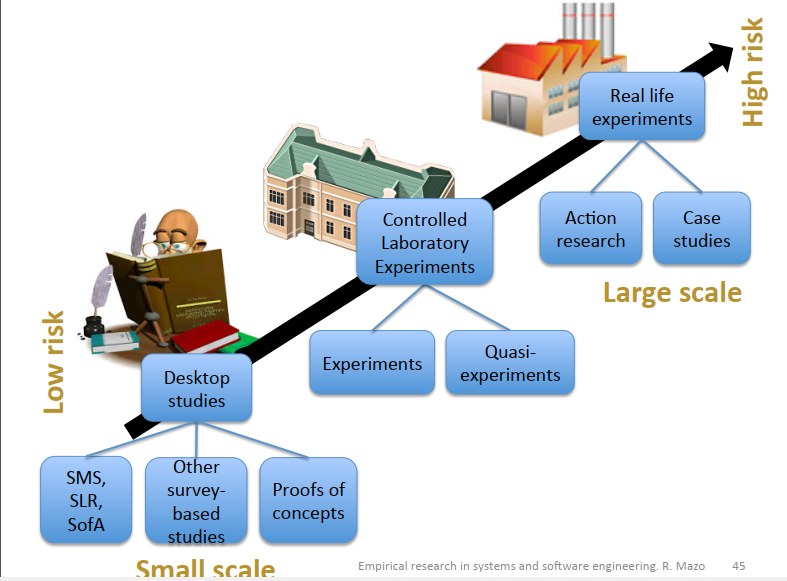 High risk
Real life
experiments
Action
research
Case
studies
Large scale
Controlled
Laboratory
Experiments
Experiments
Quasi-
experiments
Low risk
Desktop
studies
SMS,
SLR,
SofA
Other
survey-
based
studies
Proofs of
concepts
Small scale
Empirical research in systems and software engineering. R. Mazo 45